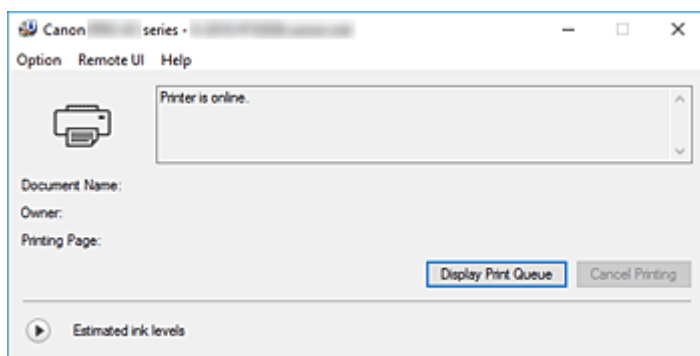 Canon series -
Option Remote UI Help
Printer is online.
Document Name:
Owner:
Printing Page:
Display Print Queue Cancel Printing
Estimated ink levels